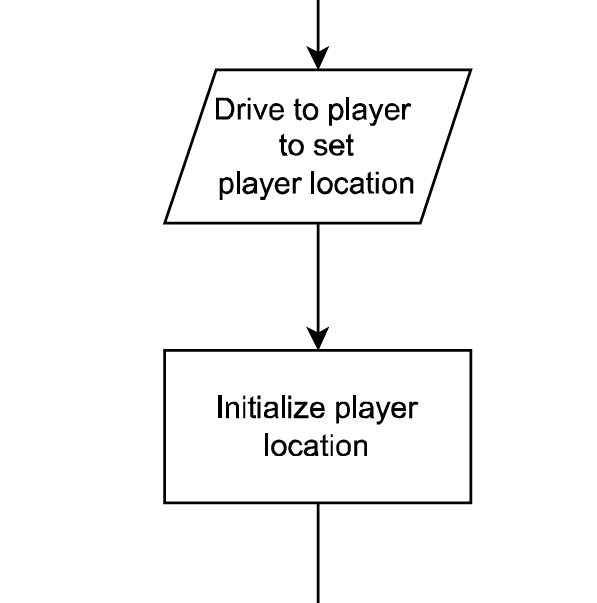 Drive to player
to set
player location
Initialize player
location